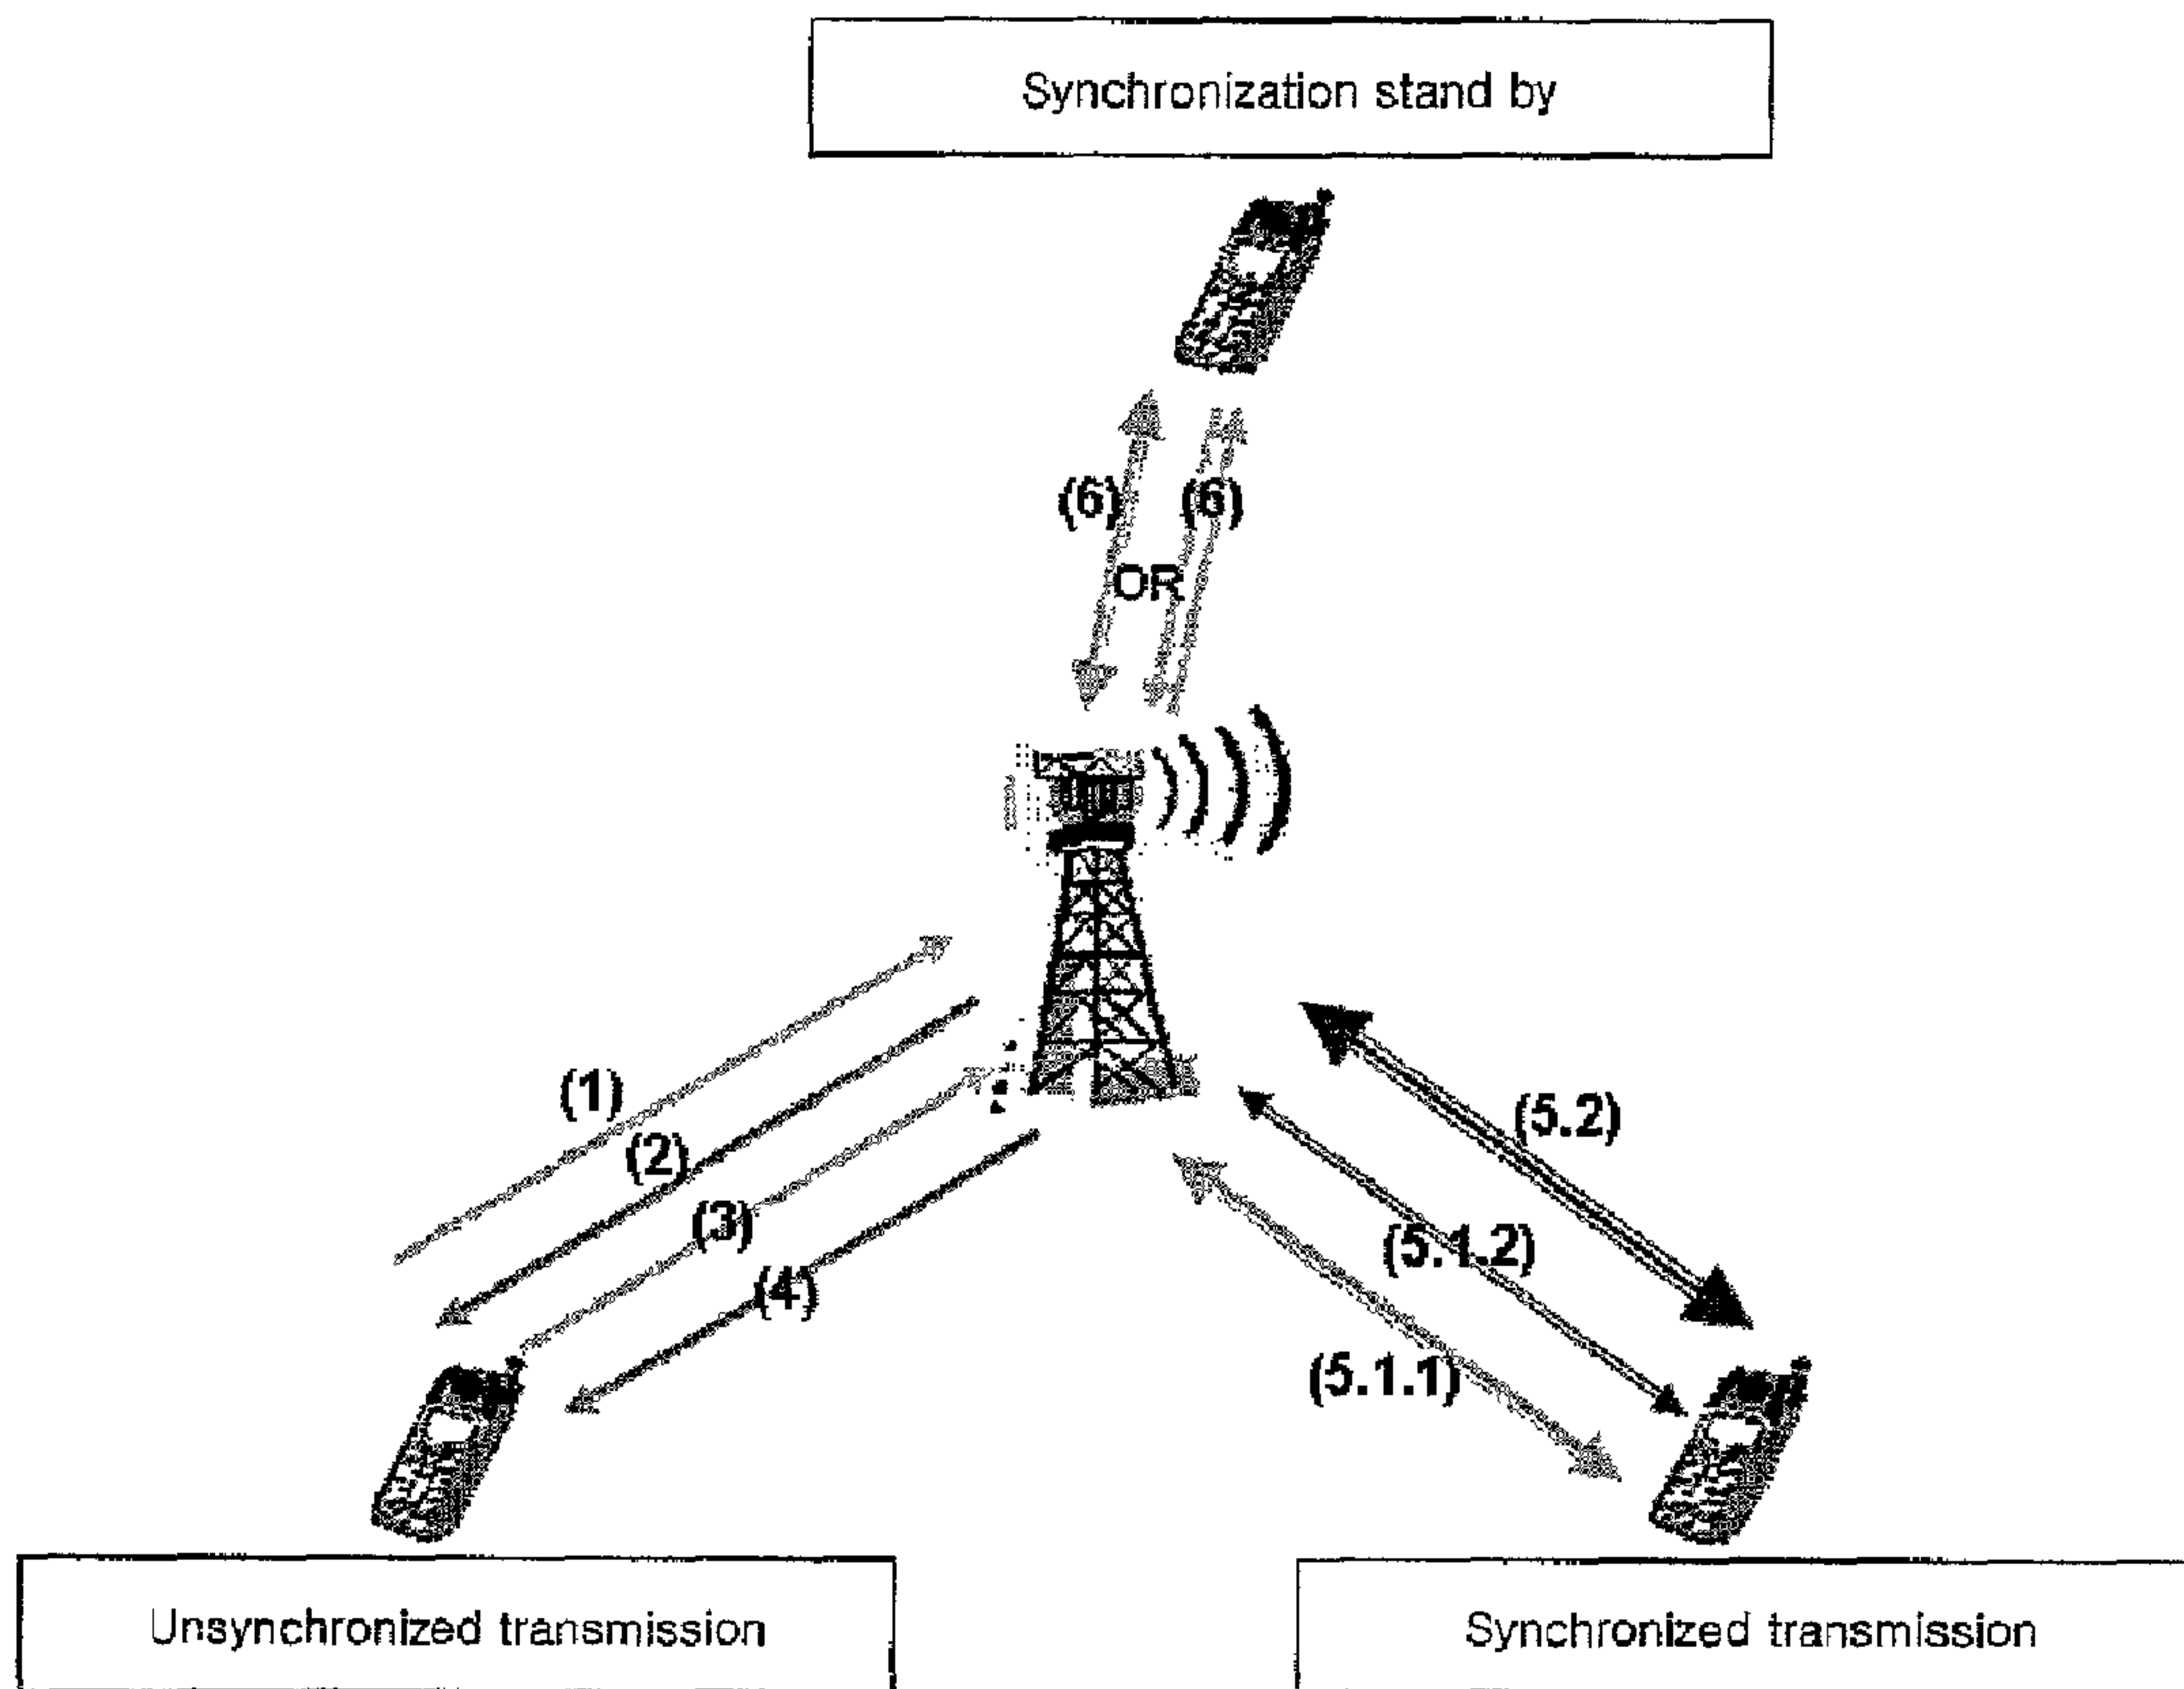 Synchronization stand by
(6) (6)
OR
(1)
(2)
(3)
(4)
(5.2)
(5.1.2)
(5.1.1)
Unsynchronized transmission
Synchronized transmission